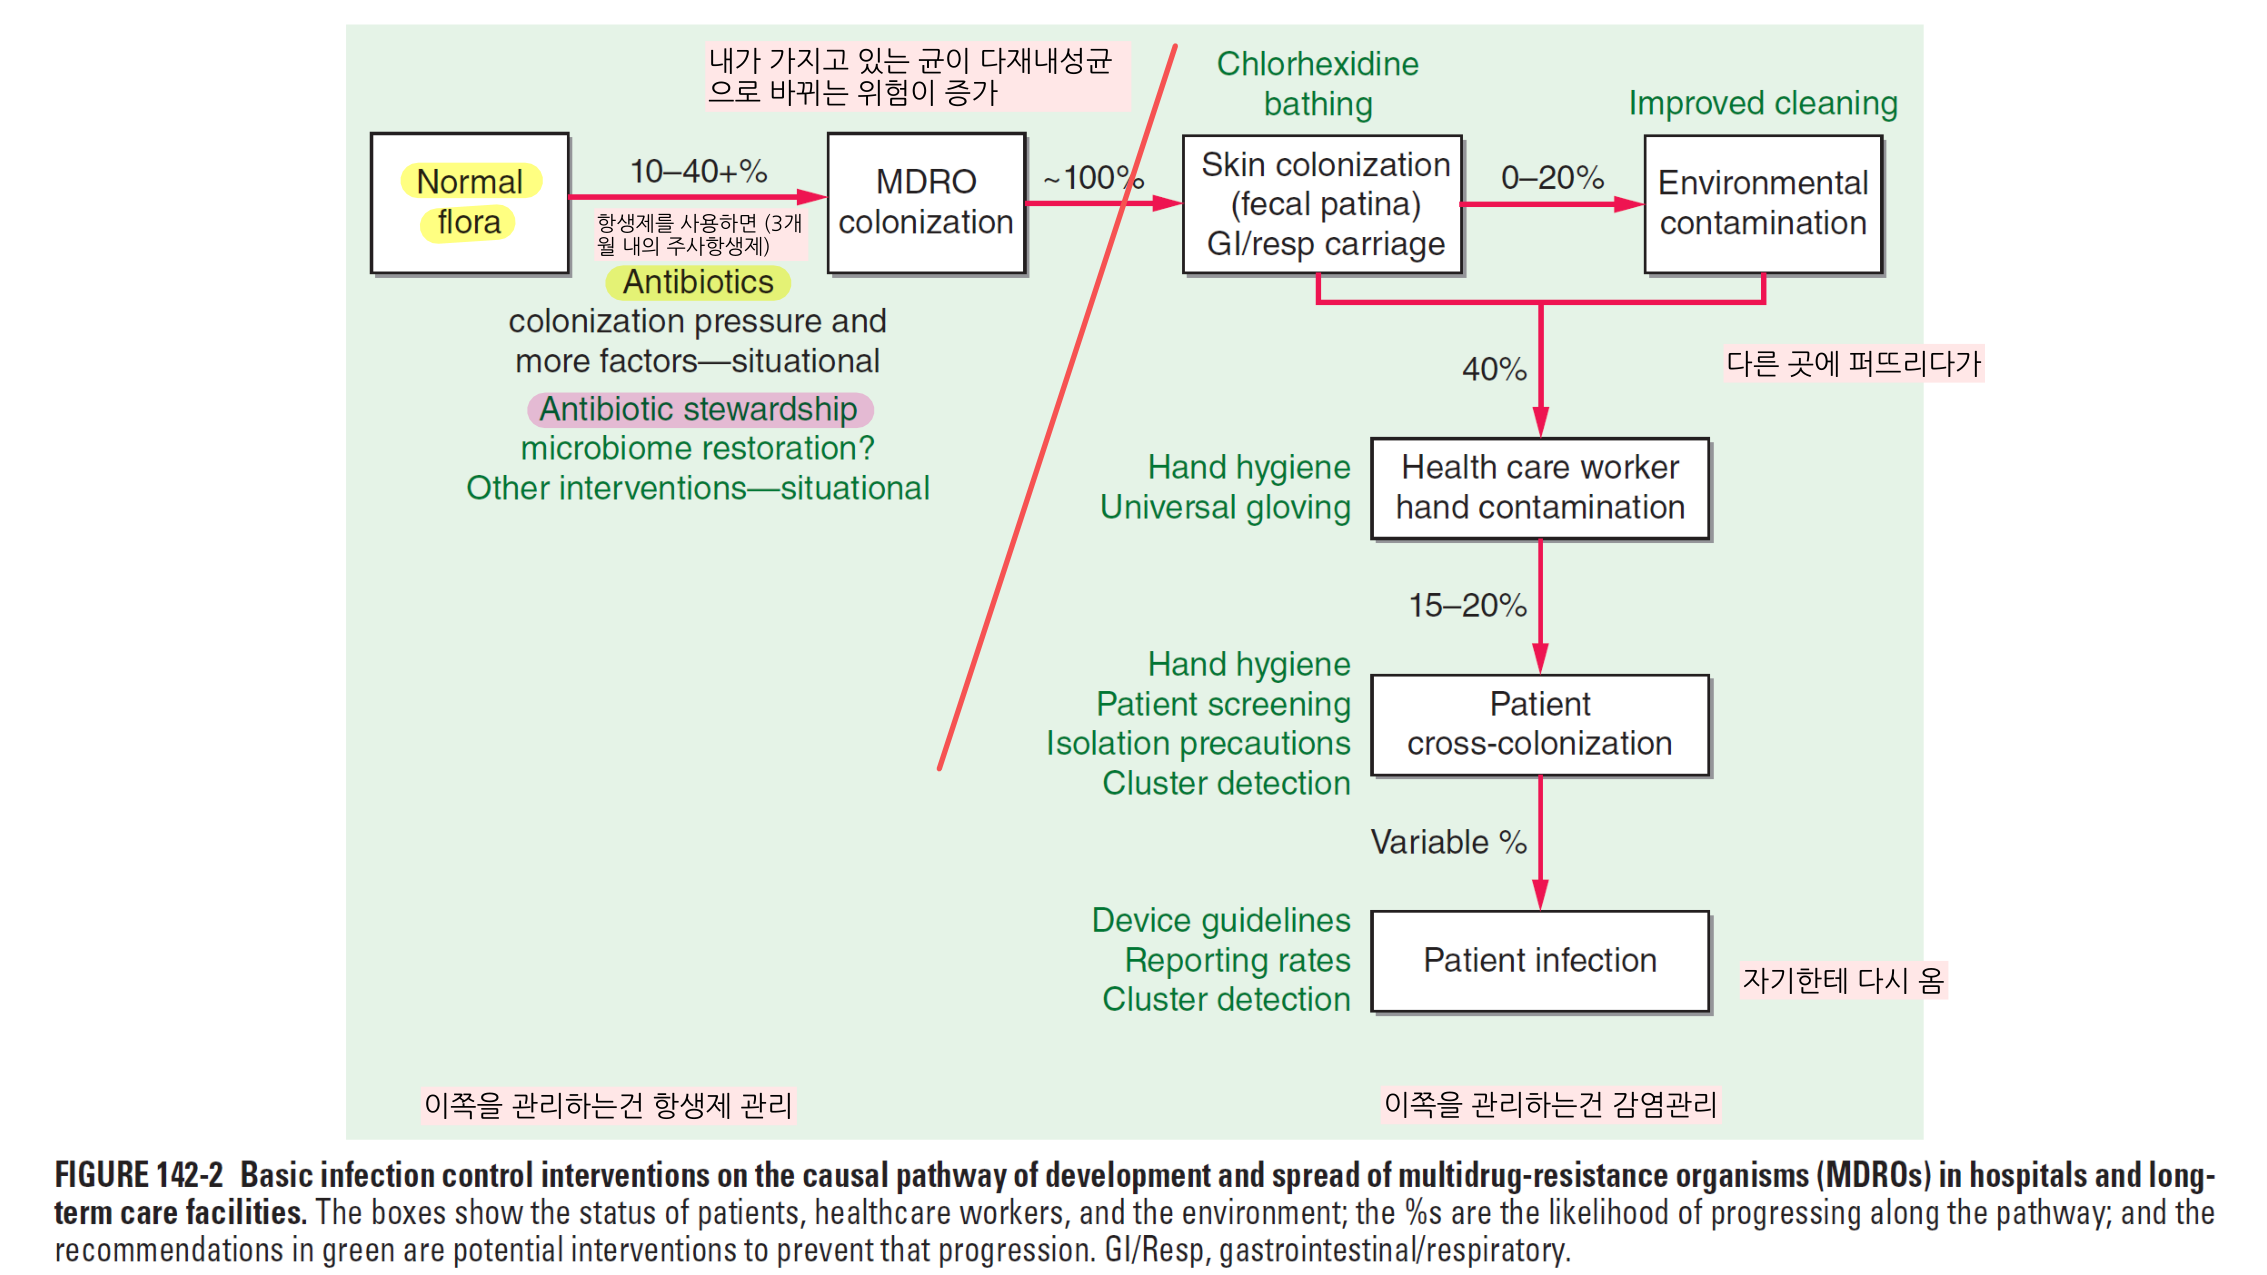 내가 가지고 있는 균이 다재내성균
으로 바뀌는 위험이 증가
Chlorhexidine
bathing
Improved cleaning
Normal
flora
10–40+%
항생제를 사용하면 (3개
월 내의 주사항생제)
Antibiotics
colonization pressure and
more factors—situational
Antibiotic stewardship
microbiome restoration?
Other interventions—situational
MDRO
colonization
~100%
Skin colonization
(fecal patina)
GI/resp carriage
0–20%
Environmental
contamination
40%
다른 곳에 퍼뜨리다가
Hand hygiene
Universal gloving
Health care worker
hand contamination
15–20%
Hand hygiene
Patient screening
Isolation precautions
Cluster detection
Patient
cross-colonization
Variable %
Device guidelines
Reporting rates
Cluster detection
Patient infection
자기한테 다시 옴
이쪽을 관리하는건 항생제 관리
이쪽을 관리하는건 감염관리
FIGURE 142-2 Basic infection control interventions on the causal pathway of development and spread of multidrug-resistance organisms (MDROs) in hospitals and long-
term care facilities. The boxes show the status of patients, healthcare workers, and the environment; the %s are the likelihood of progressing along the pathway; and the
recommendations in green are potential interventions to prevent that progression. GI/Resp, gastrointestinal/respiratory.